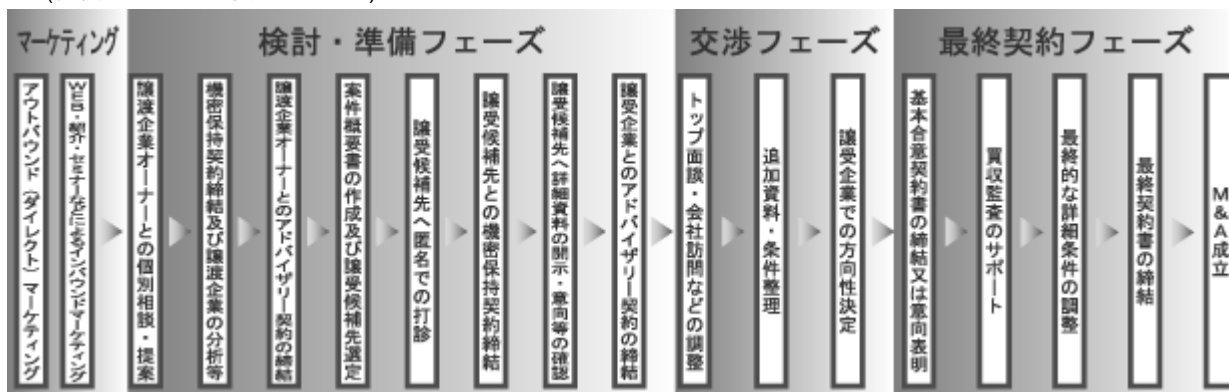 マーケティング
検討・準備フェーズ
交渉フェーズ
最終契約フェーズ
アウトバウンド(ダイレクト)マーケティング
WEB・紹介・セミナーなどによるインバウンドマーケティング
譲渡企業オーナーとの個別相談・提案
機密保持契約締結及び譲渡企業の分析等
譲渡企業オーナーとのアドバイザリー契約の締結
案件概要書の作成及び譲受候補先選定
譲受候補先へ匿名での打診
譲受候補先との機密保持契約締結
譲受候補先へ詳細資料の開示・意向等の確認
譲受企業とのアドバイザリー契約の締結
トップ面談・会社訪問などの調整
追加資料・条件整理
譲受企業での方向性決定
基本合意契約書の締結又は意向表明
買収監査のサポート
最終的な詳細条件の調整
最終契約書の締結
M&A成立